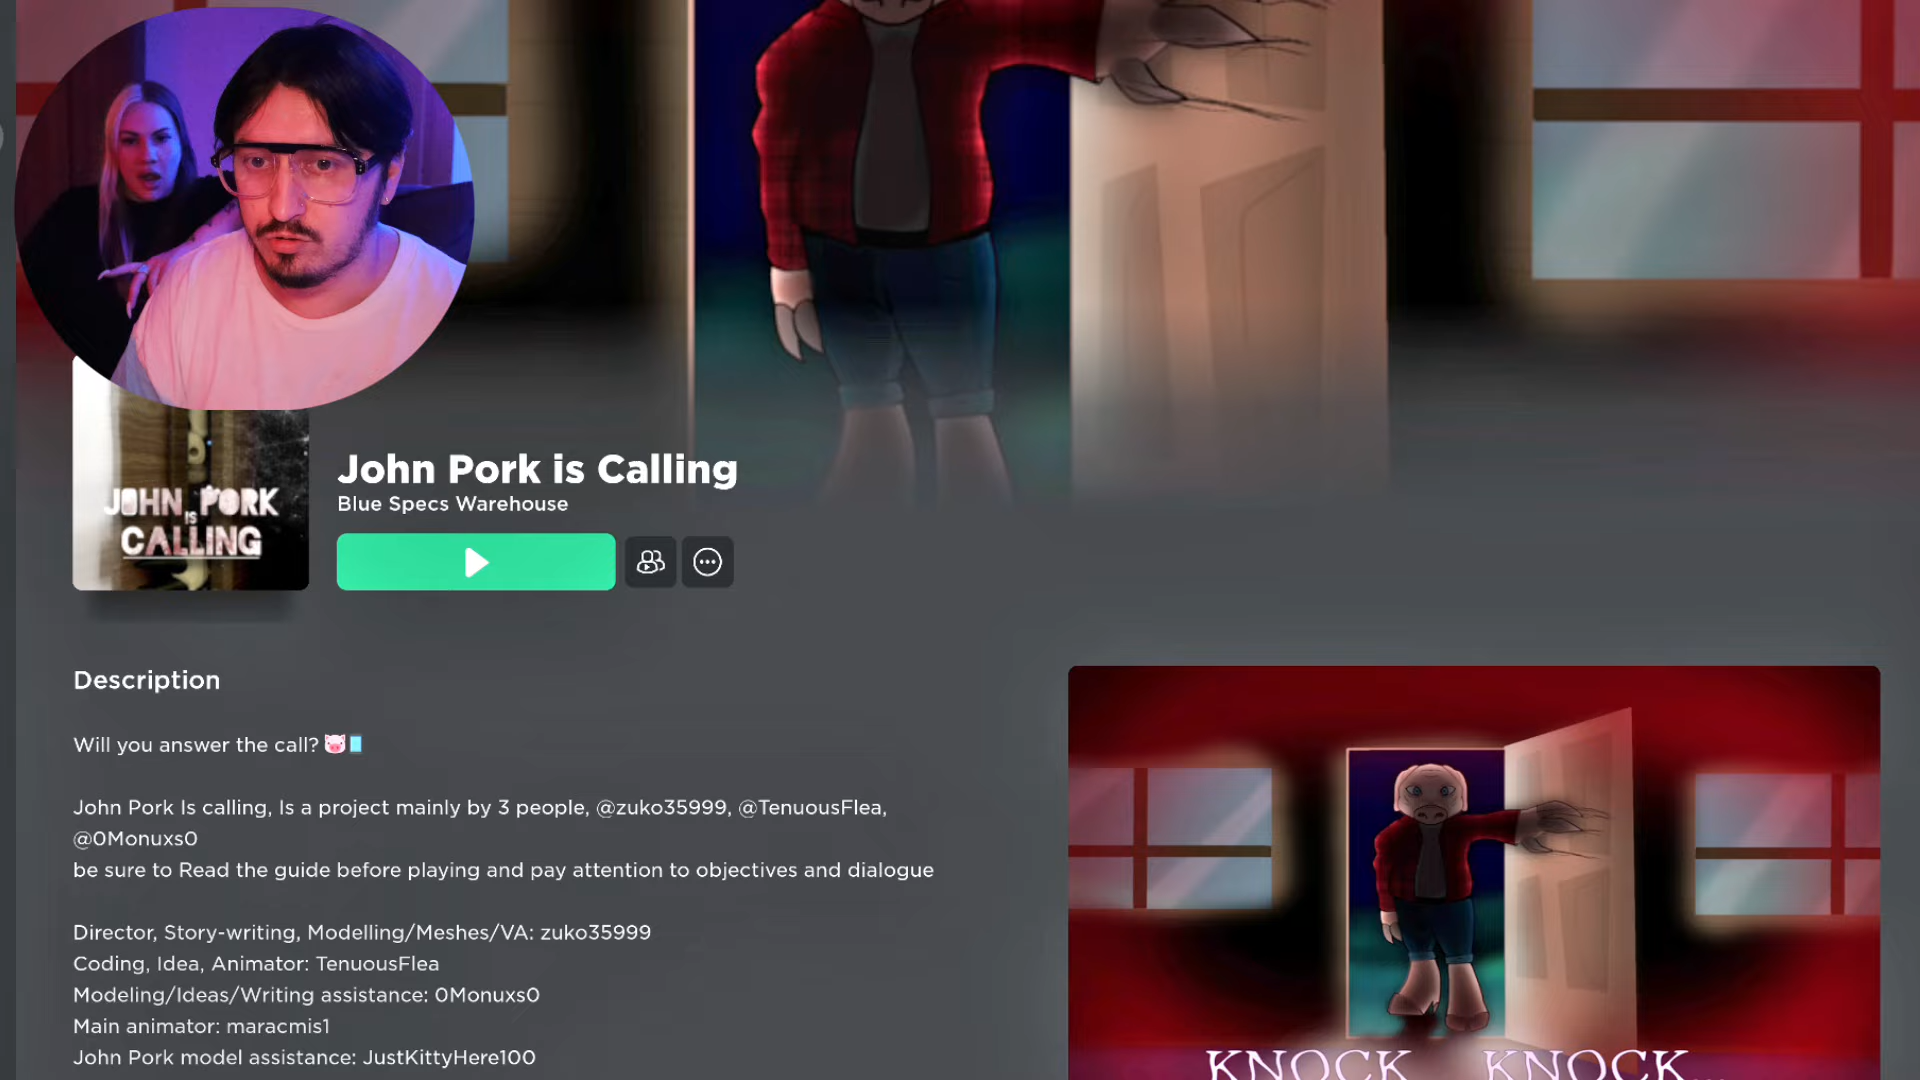 JOHN PORK
IS
CALLING
John Pork is Calling
Blue Specs Warehouse
Description
Will you answer the call? 🐷📱
John Pork Is calling, Is a project mainly by 3 people, @zuko35999, @TenuousFlea,
@0Monuxs0
be sure to Read the guide before playing and pay attention to objectives and dialogue
Director, Story-writing, Modelling/Meshes/VA: zuko35999
Coding, Idea, Animator: TenuousFlea
Modeling/Ideas/Writing assistance: 0Monuxs0
Main animator: maracmis1
John Pork model assistance: JustKittyHere100
KNOCK KNOCK...